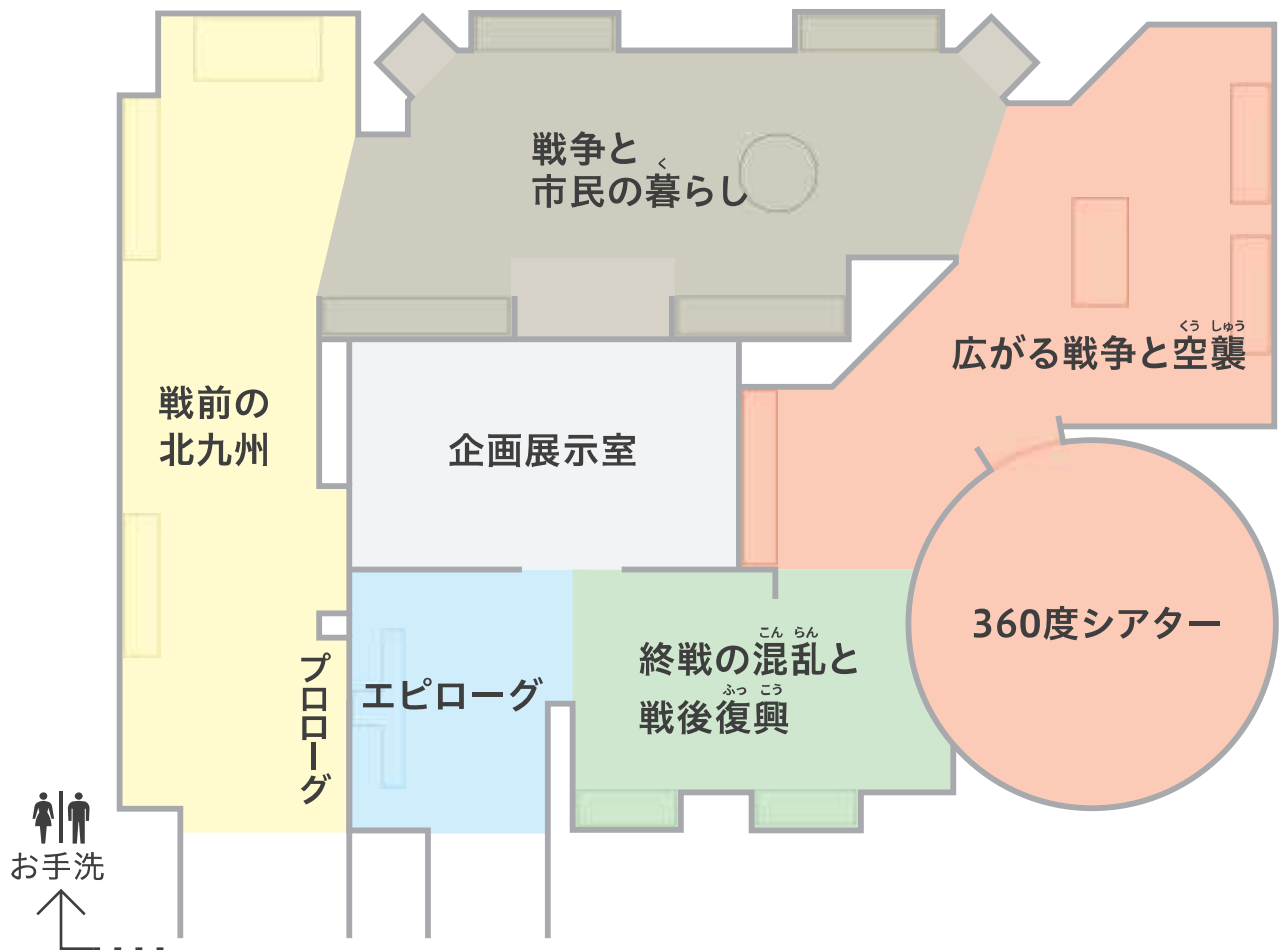 戦争と
く
市民の暮らし
くう しゅう
広がる戦争と空襲
戦前の
北九州
企画展示室
360度シアター
こん らん
終戦の混乱と
ふっ こう
戦後復興
エピローグ
プロローグ
お手洗